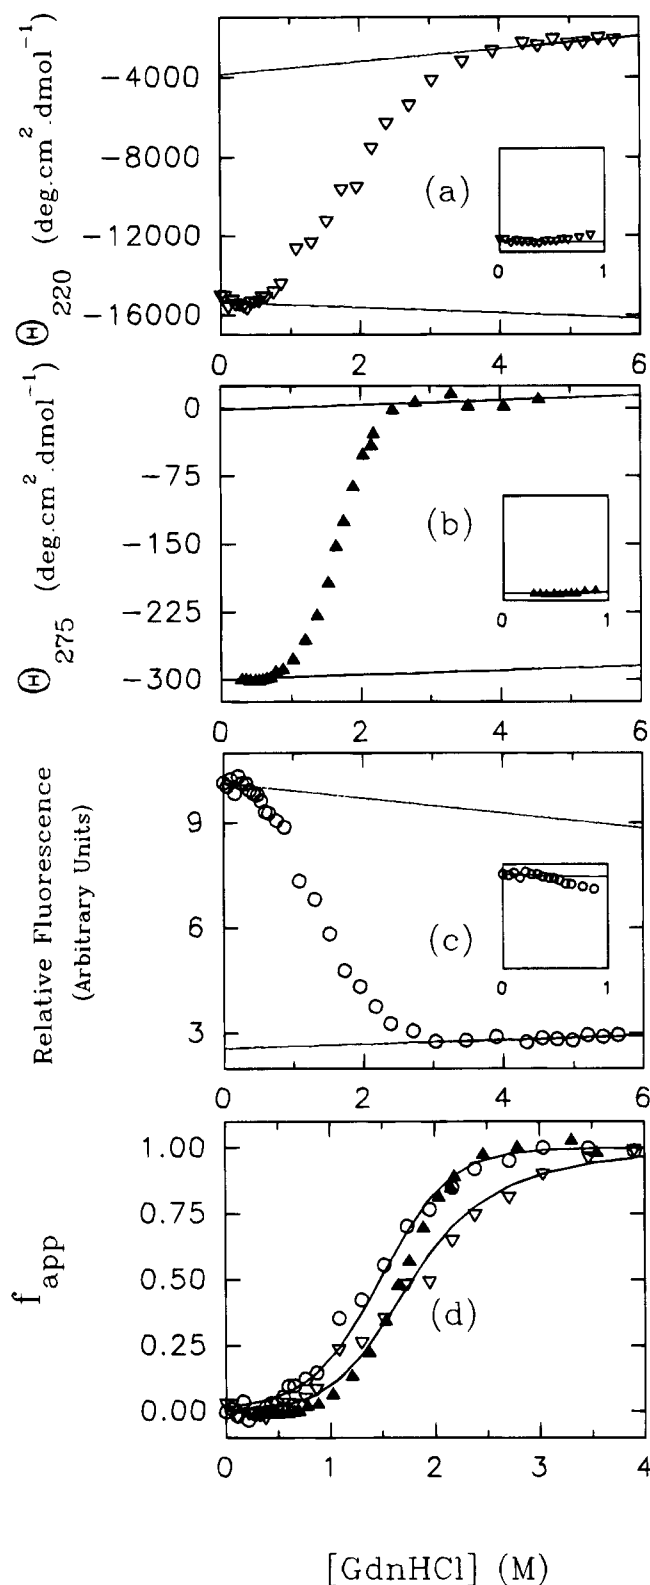 Θ220 (deg.cm².dmol⁻¹)
−4000
−8000
−12000
−16000
(a)
0 1
0 2 4 6
Θ275 (deg.cm².dmol⁻¹)
0
−75
−150
−225
−300
(b)
0 1
0 2 4 6
Relative Fluorescence
(Arbitrary Units)
9
6
3
(c)
0 1
0 2 4 6
f app
1.00
0.75
0.50
0.25
0.00
(d)
0 1 2 3 4
[GdnHCl] (M)